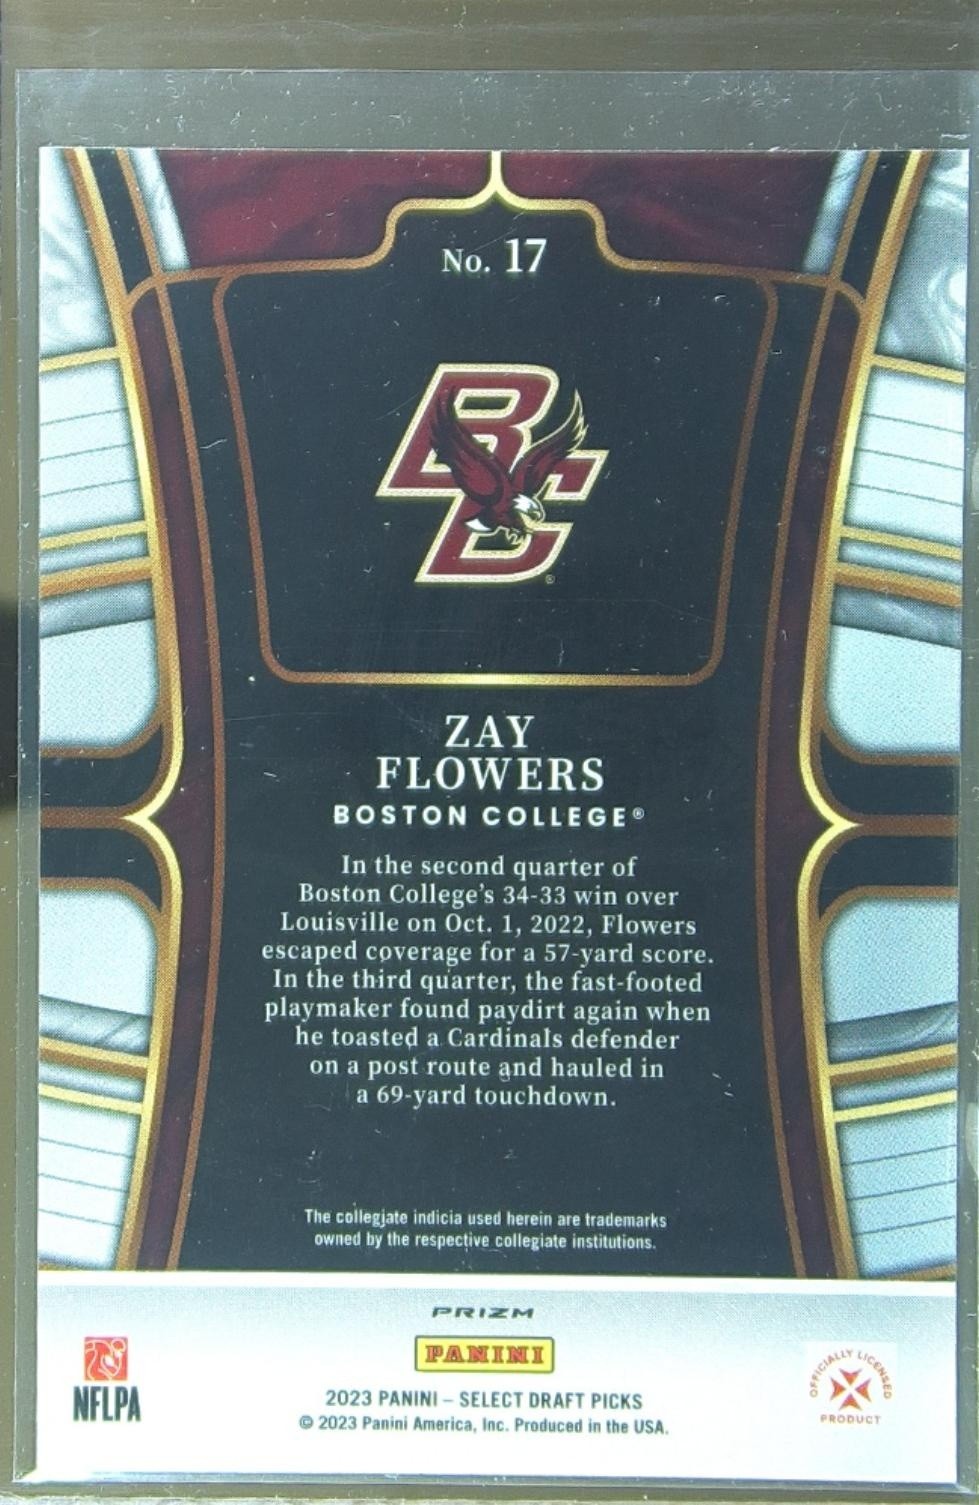 No. 17
BC
ZAY
FLOWERS
BOSTON COLLEGE®
In the second quarter of
Boston College's 34-33 win over
Louisville on Oct. 1, 2022, Flowers
escaped coverage for a 57-yard score.
In the third quarter, the fast-footed
playmaker found paydirt again when
he toasted a Cardinals defender
on a post route and hauled in
a 69-yard touchdown.
The collegiate indicia used herein are trademarks
owned by the respective collegiate institutions.
PRIZM
PANINI
NFLPA
2023 PANINI – SELECT DRAFT PICKS
© 2023 Panini America, Inc. Produced in the USA.
OFFICIALLY LICENSED
PRODUCT